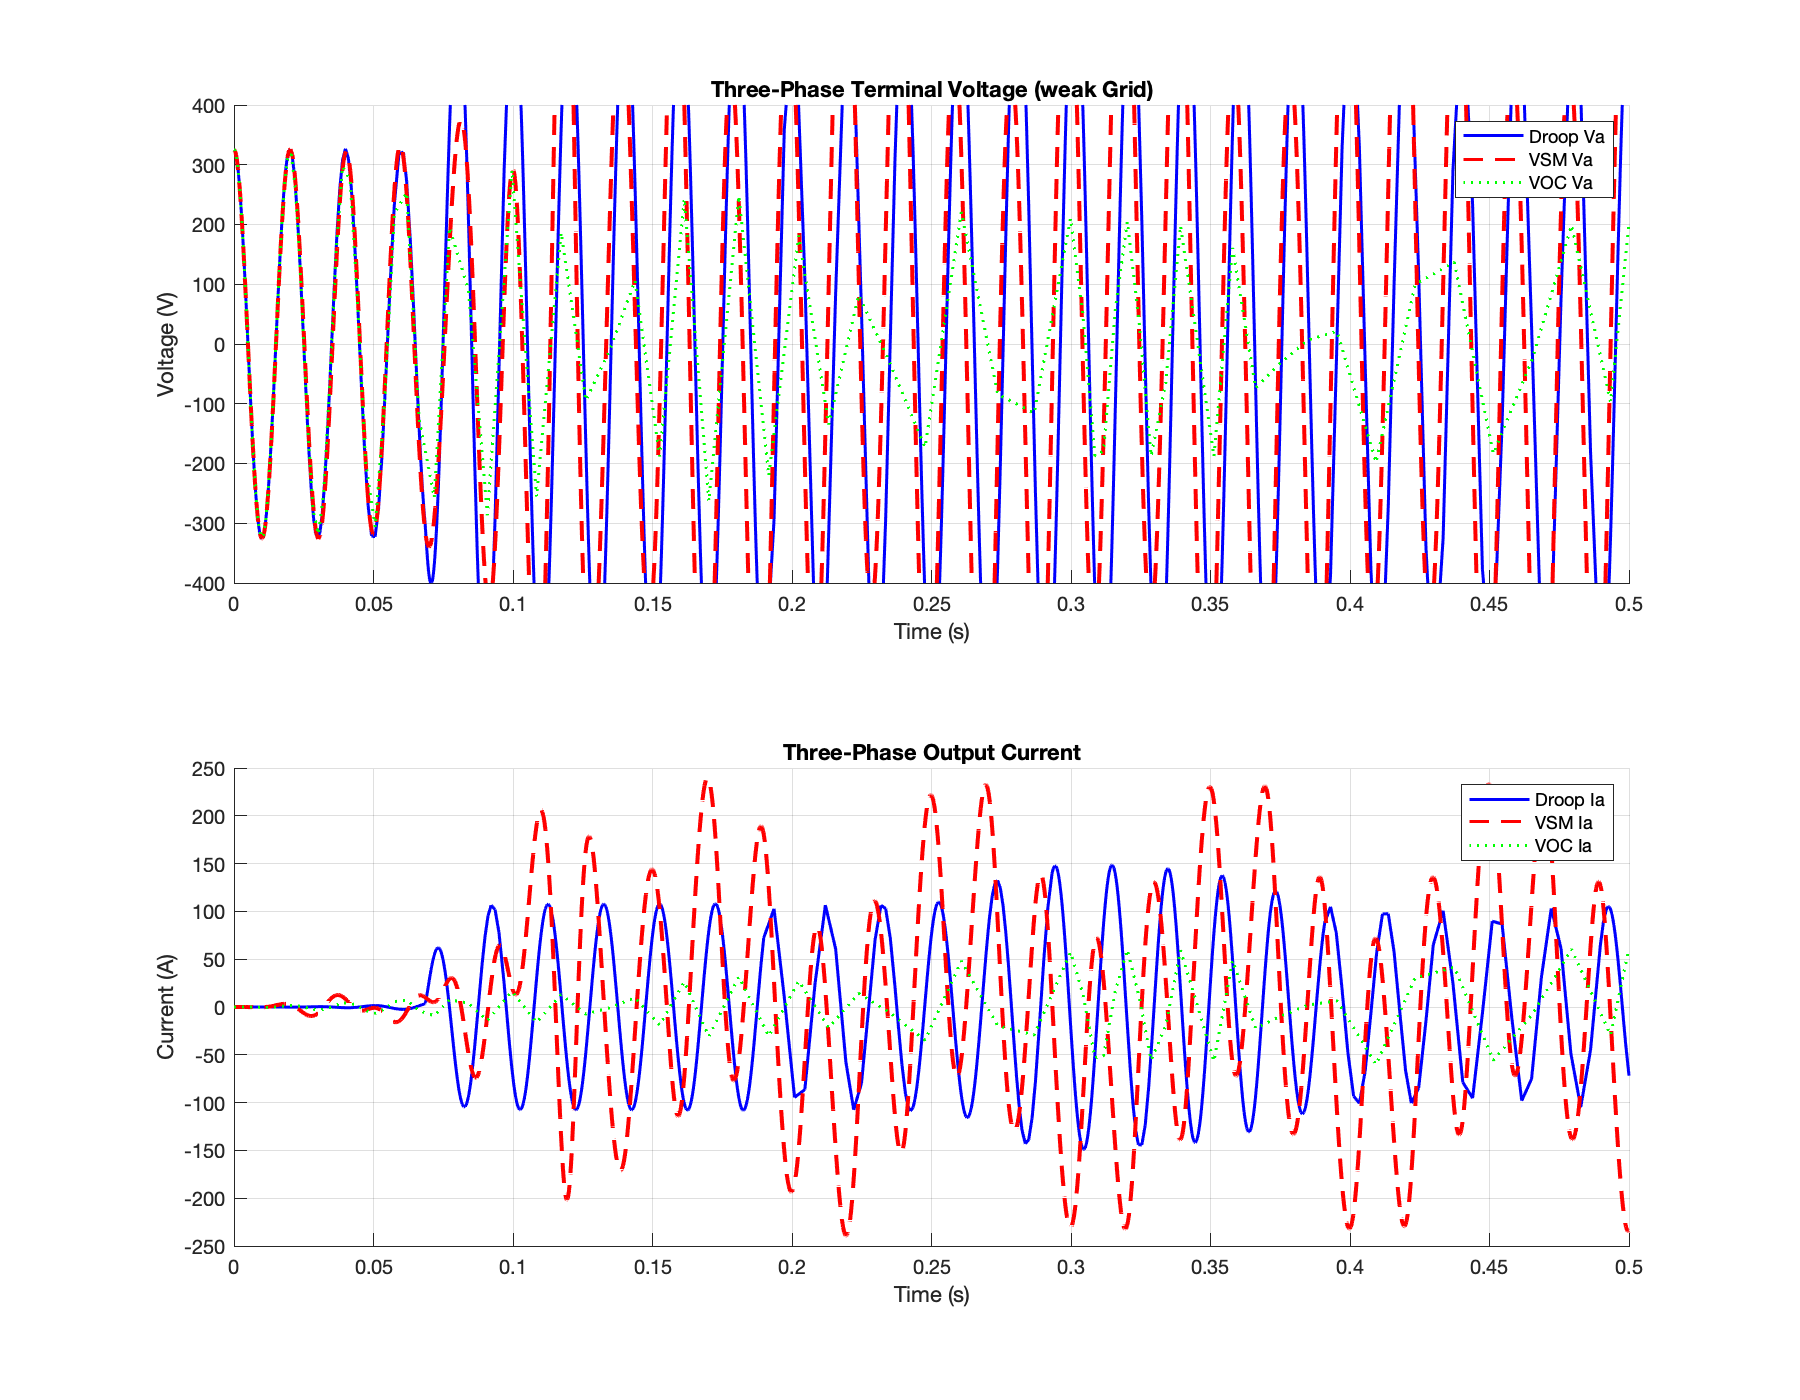 Three-Phase Terminal Voltage (weak Grid)
400
300
200
100
0
-100
-200
-300
-400
Voltage (V)
Droop Va
VSM Va
VOC Va
0 0.05 0.1 0.15 0.2 0.25 0.3 0.35 0.4 0.45 0.5
Time (s)
Three-Phase Output Current
250
200
150
100
50
0
-50
-100
-150
-200
-250
Current (A)
Droop Ia
VSM Ia
VOC Ia
0 0.05 0.1 0.15 0.2 0.25 0.3 0.35 0.4 0.45 0.5
Time (s)